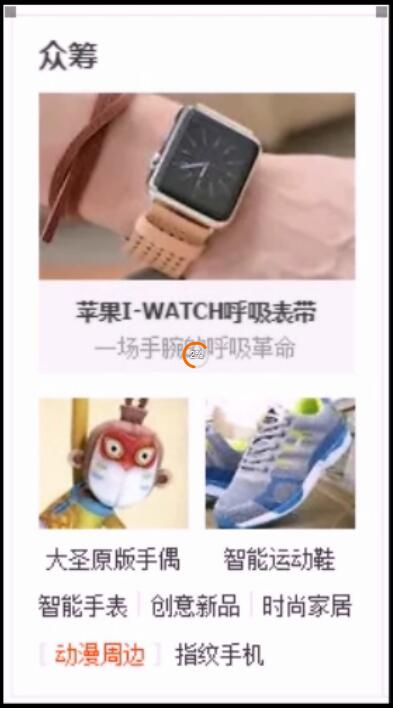 众筹
苹果I-WATCH呼吸表带
一场手腕的呼吸革命
大圣原版手偶 智能运动鞋
智能手表 | 创意新品 | 时尚家居
[ 动漫周边 ] 指纹手机